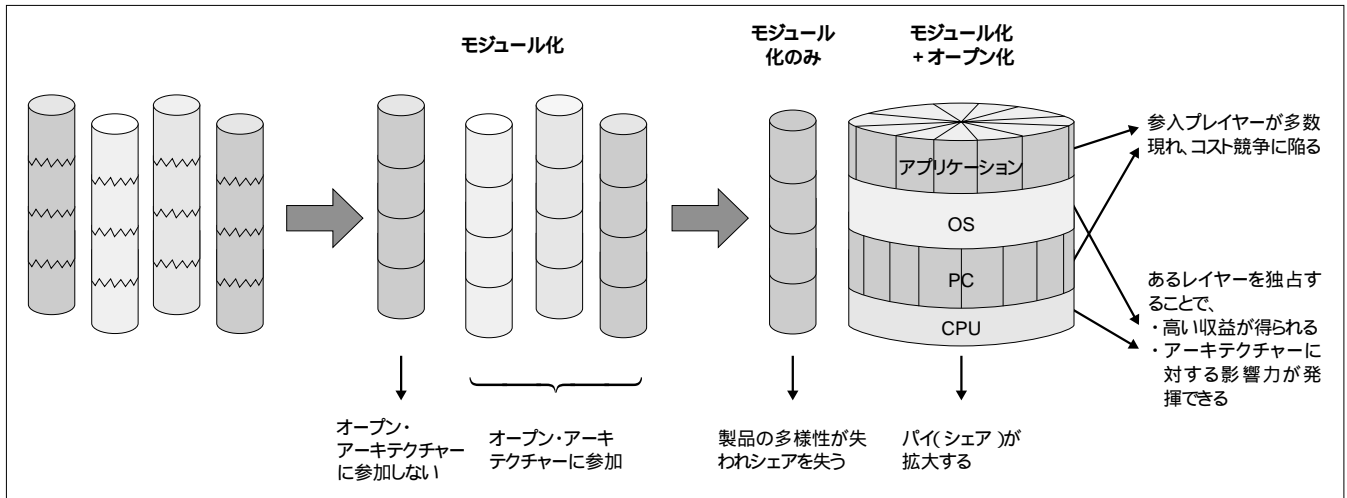 モジュール化
モジュール
化のみ
モジュール化
+オープン化
アプリケーション
OS
PC
CPU
参入プレイヤーが多数
現れ、コスト競争に陥る
あるレイヤーを独占す
ることで、
・高い収益が得られる
・アーキテクチャーに
対する影響力が発
揮できる
オープン・
アーキテクチャー
に参加しない
オープン・アーキ
テクチャーに参加
製品の多様性が失
われシェアを失う
パイ(シェア)が
拡大する